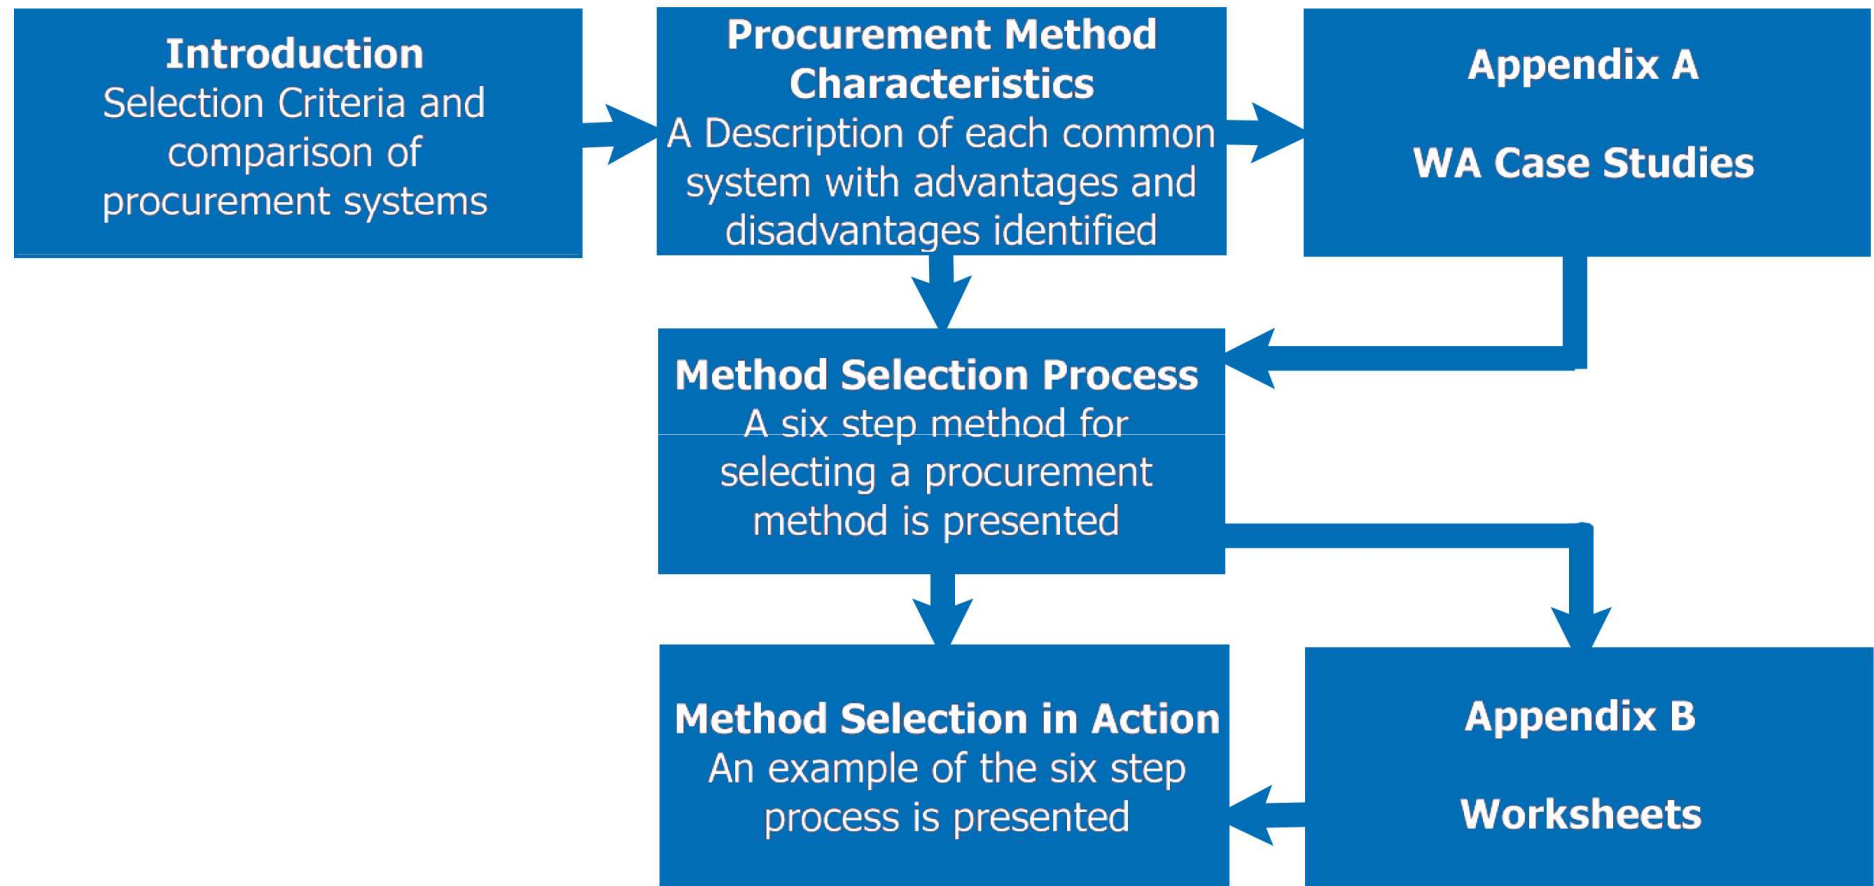 Introduction
Selection Criteria and
comparison of
procurement systems
Procurement Method
Characteristics
A Description of each common
system with advantages and
disadvantages identified
Appendix A
WA Case Studies
Method Selection Process
A six step method for
selecting a procurement
method is presented
Method Selection in Action
An example of the six step
process is presented
Appendix B
Worksheets